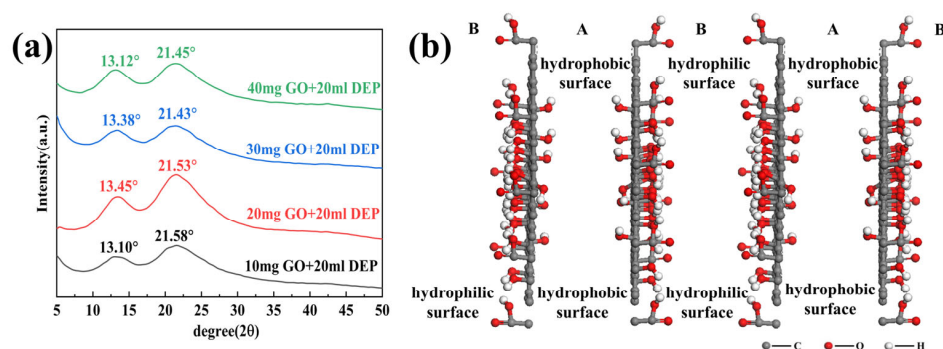 (a)
Intensity(a.u.)
13.12° 21.45°
40mg GO+20ml DEP
13.38° 21.43°
30mg GO+20ml DEP
13.45° 21.53°
20mg GO+20ml DEP
13.10° 21.58°
10mg GO+20ml DEP
5 10 15 20 25 30 35 40 45 50
degree(2θ)
(b)
B A B A B
hydrophobic
surface
hydrophilic
surface
hydrophobic
surface
hydrophilic
surface
hydrophobic
surface
hydrophilic
surface
hydrophobic
surface
C O H